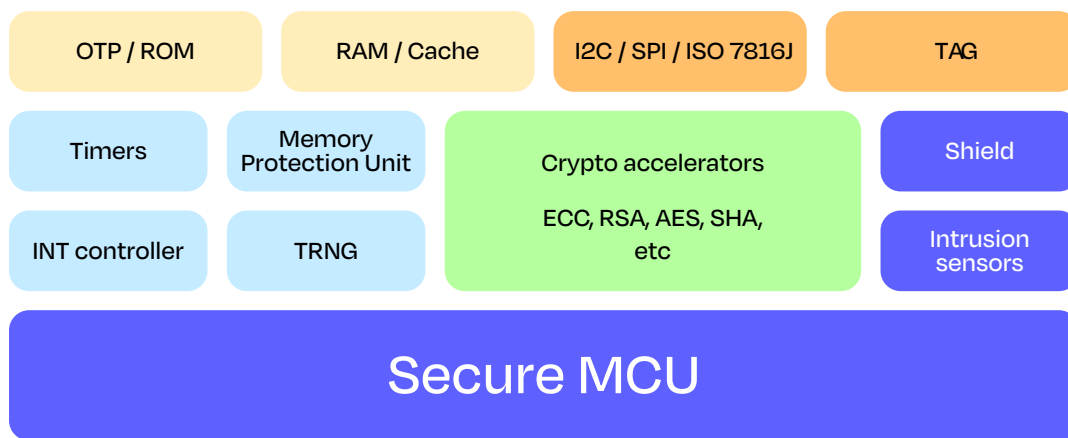 OTP / ROM
RAM / Cache
I2C / SPI / ISO 7816J
TAG
Timers
Memory
Protection Unit
Crypto accelerators
ECC, RSA, AES, SHA,
etc
Shield
INT controller
TRNG
Intrusion
sensors
Secure MCU